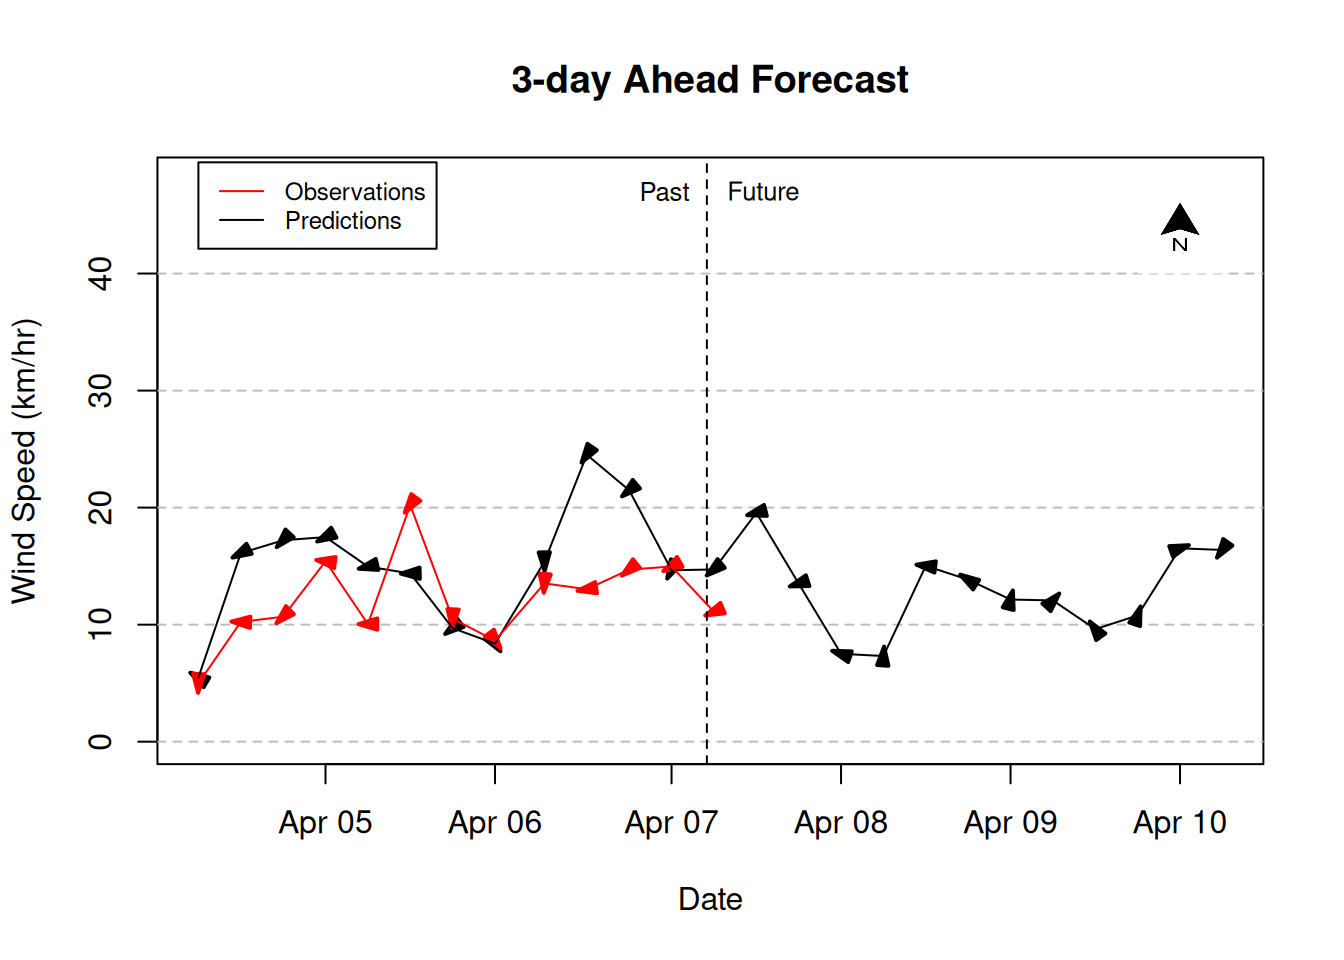 3-day Ahead Forecast
Observations
Predictions
Past
Future
N
Wind Speed (km/hr)
40
30
20
10
0
Apr 05
Apr 06
Apr 07
Apr 08
Apr 09
Apr 10
Date